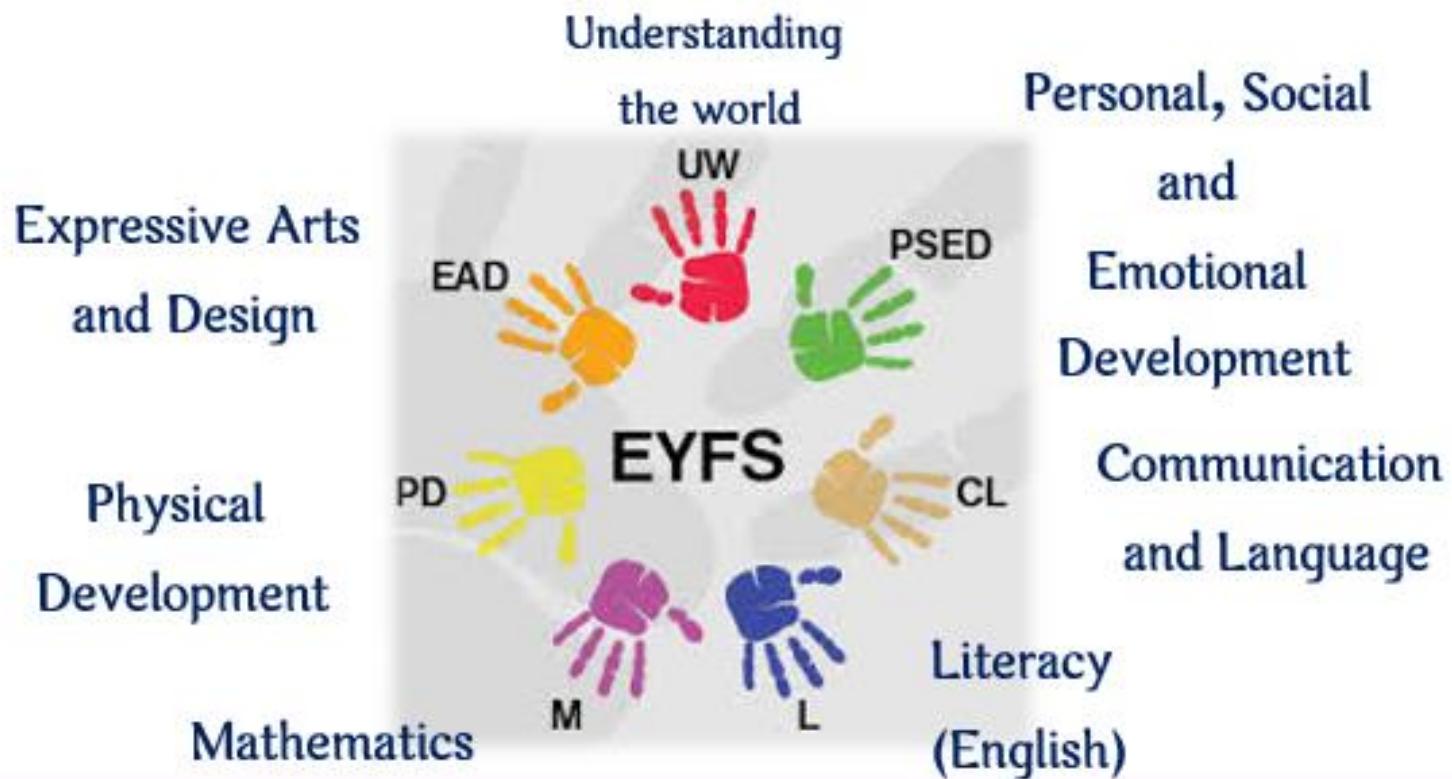 Understanding
the world
UW
Personal, Social
and
Emotional
Development
PSED
Expressive Arts
and Design
EAD
EYFS
Communication
and Language
CL
Physical
Development
PD
Literacy
(English)
L
Mathematics
M